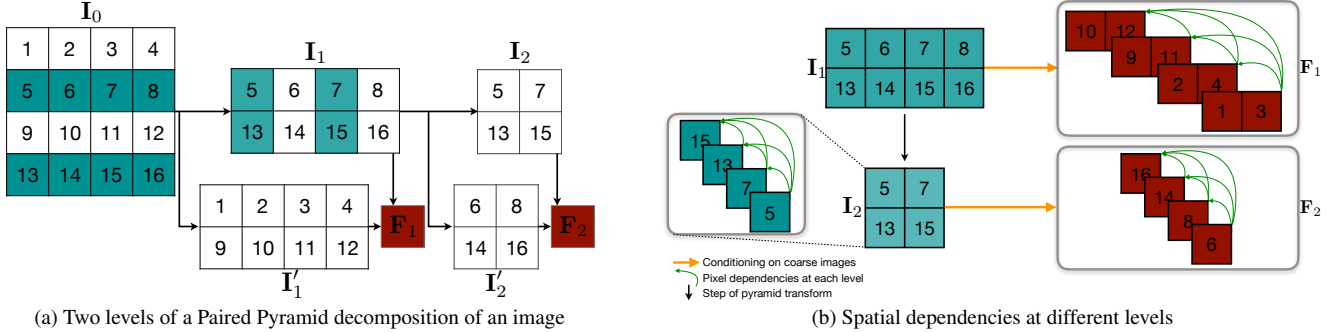 I₀
1 2 3 4
5 6 7 8
9 10 11 12
13 14 15 16
I₁
5 6 7 8
13 14 15 16
I₂
5 7
13 15
1 2 3 4
9 10 11 12
I′₁
F₁
6 8
14 16
I′₂
F₂
(a) Two levels of a Paired Pyramid decomposition of an image
I₁
5 6 7 8
13 14 15 16
10 12
9 11
2 4
1 3
F₁
15
13
7
5
I₂
5 7
13 15
16
14
8
6
F₂
Conditioning on coarse images
Pixel dependencies at each level
Step of pyramid transform
(b) Spatial dependencies at different levels